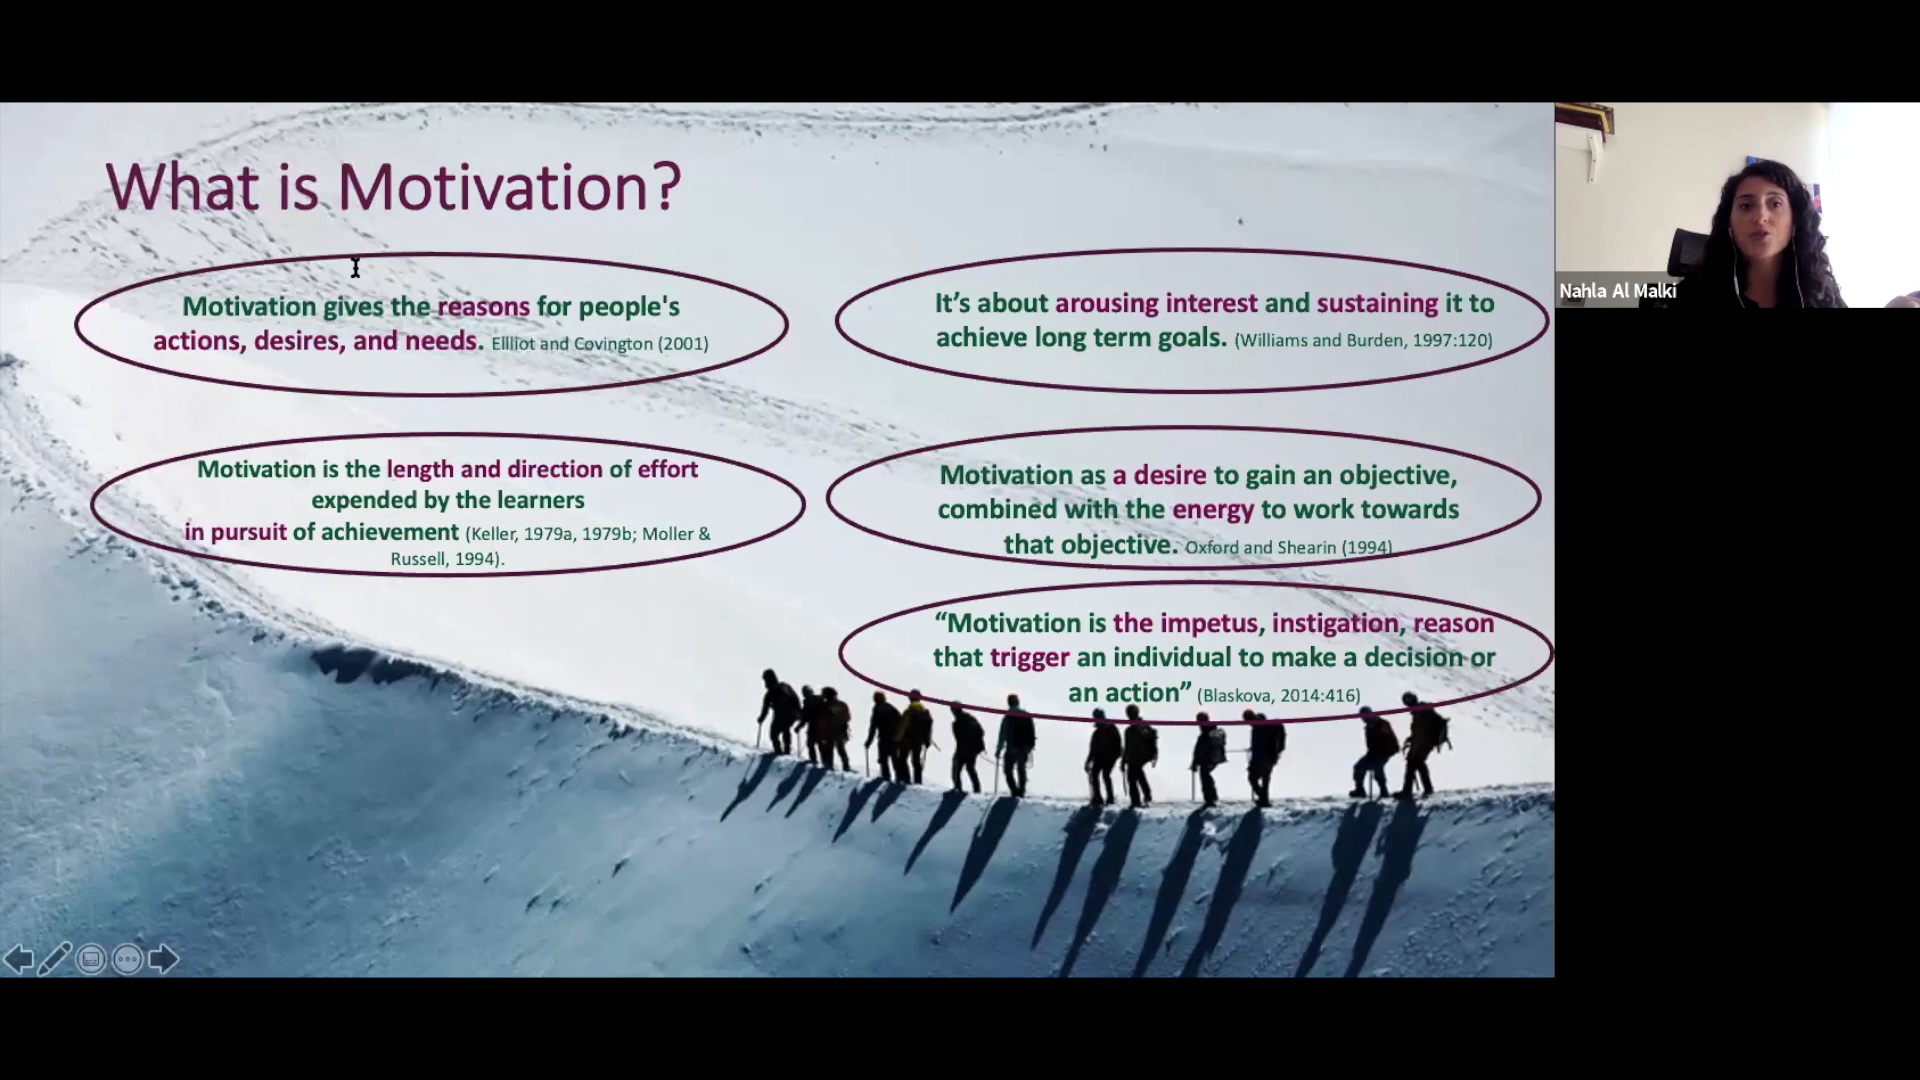 What is Motivation?
Motivation gives the reasons for people's
actions, desires, and needs. Ellliot and Covington (2001)
It’s about arousing interest and sustaining it to
achieve long term goals. (Williams and Burden, 1997:120)
Motivation is the length and direction of effort
expended by the learners
in pursuit of achievement (Keller, 1979a, 1979b; Moller &
Russell, 1994).
Motivation as a desire to gain an objective,
combined with the energy to work towards
that objective. Oxford and Shearin (1994)
“Motivation is the impetus, instigation, reason
that trigger an individual to make a decision or
an action” (Blaskova, 2014:416)
Nahla Al Malki